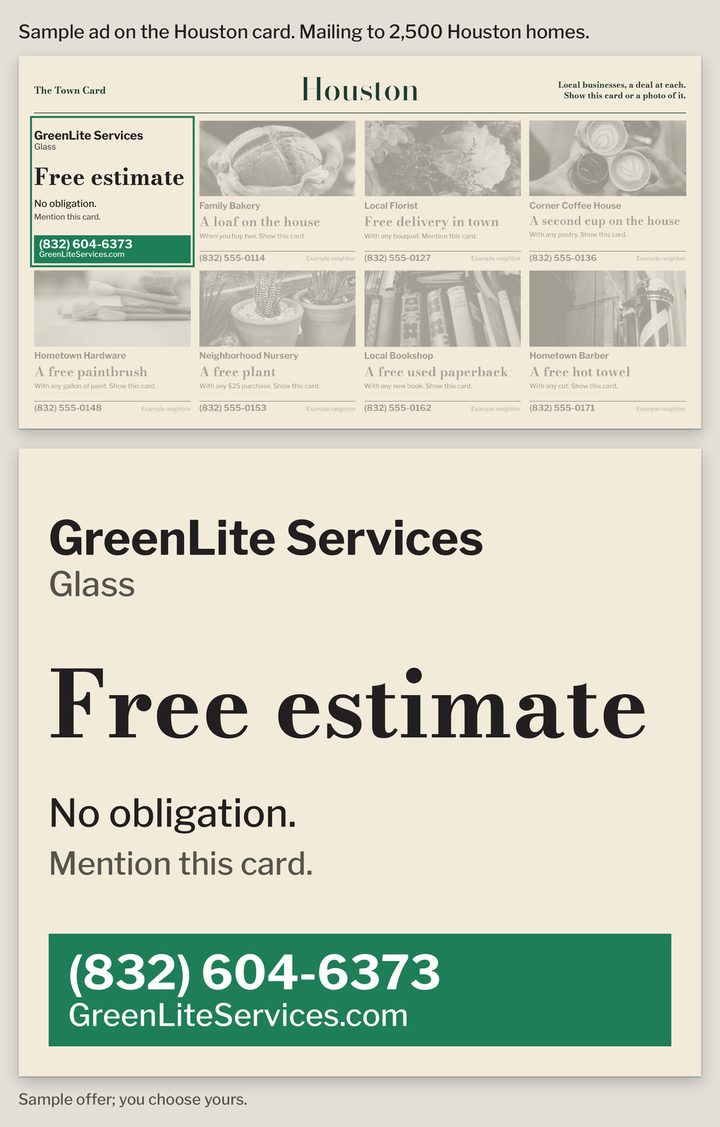 Sample ad on the Houston card. Mailing to 2,500 Houston homes.
The Town Card
Houston
Local businesses, a deal at each.
Show this card or a photo of it.
GreenLite Services
Glass
Free estimate
No obligation.
Mention this card.
(832) 604-6373
GreenLiteServices.com
Family Bakery
A loaf on the house
When you buy two. Show this card.
(832) 555-0114
Example neighbor
Local Florist
Free delivery in town
With any bouquet. Mention this card.
(832) 555-0127
Example neighbor
Corner Coffee House
A second cup on the house
With any pastry. Show this card.
(832) 555-0136
Example neighbor
Hometown Hardware
A free paintbrush
With any gallon of paint. Show this card.
(832) 555-0148
Example neighbor
Neighborhood Nursery
A free plant
With any $25 purchase. Show this card.
(832) 555-0153
Example neighbor
Local Bookshop
A free used paperback
With any new book. Show this card.
(832) 555-0162
Example neighbor
Hometown Barber
A free hot towel
With any cut. Show this card.
(832) 555-0171
Example neighbor
GreenLite Services
Glass
Free estimate
No obligation.
Mention this card.
(832) 604-6373
GreenLiteServices.com
Sample offer; you choose yours.